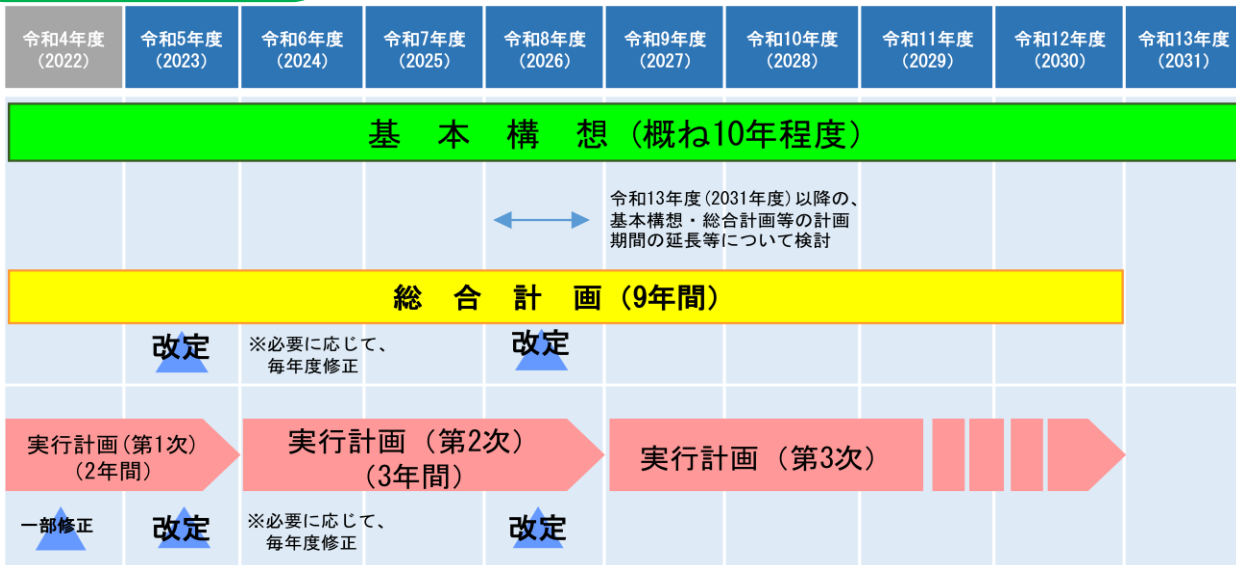 令和4年度
(2022)
令和5年度
(2023)
令和6年度
(2024)
令和7年度
(2025)
令和8年度
(2026)
令和9年度
(2027)
令和10年度
(2028)
令和11年度
(2029)
令和12年度
(2030)
令和13年度
(2031)
基 本 構 想 (概ね10年程度)
令和13年度(2031年度)以降の、
基本構想・総合計画等の計画
期間の延長等について検討
総 合 計 画 (9年間)
改定
※必要に応じて、
毎年度修正
改定
実行計画(第1次)
(2年間)
実行計画(第2次)
(3年間)
実行計画(第3次)
一部修正
改定
※必要に応じて、
毎年度修正
改定